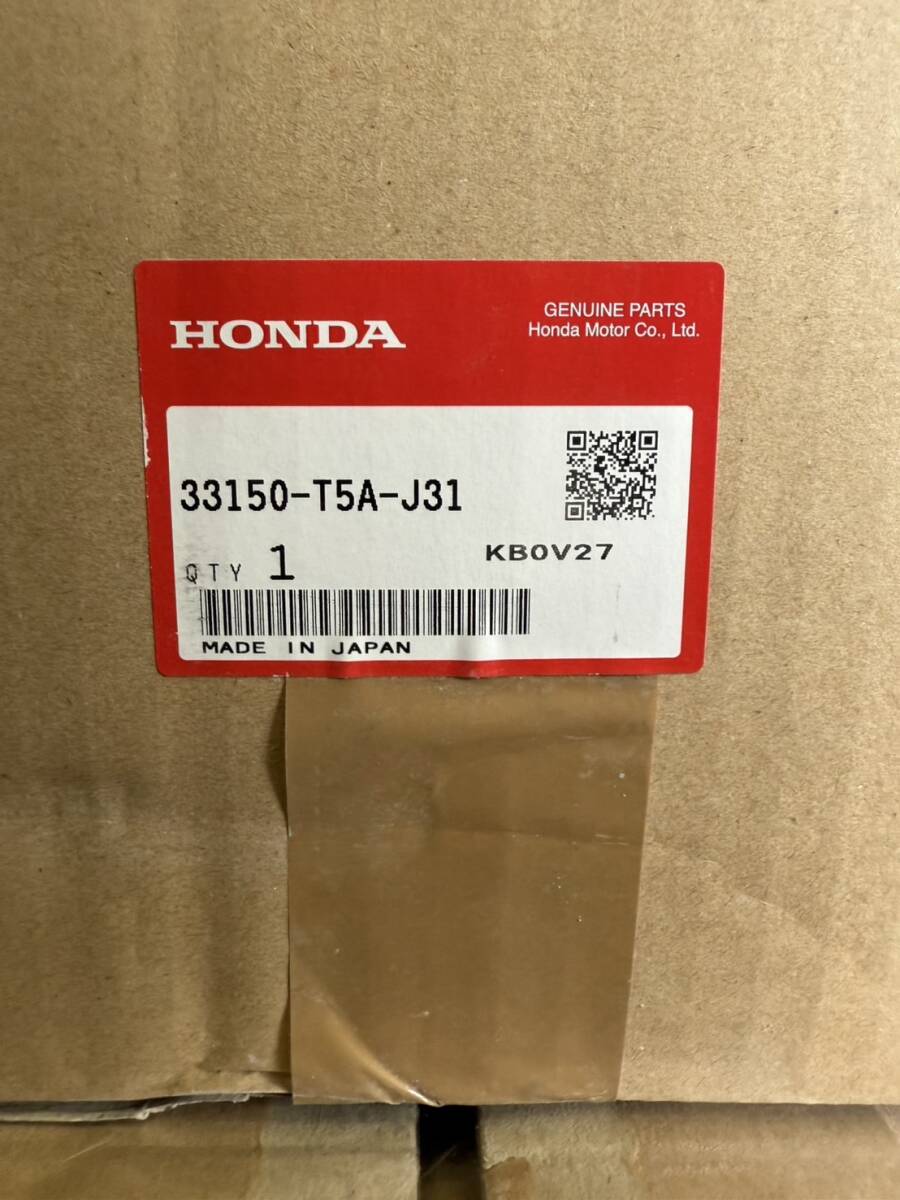 HONDA
GENUINE PARTS
Honda Motor Co., Ltd.
33150-T5A-J31
QTY 1
KB0V27
MADE IN JAPAN